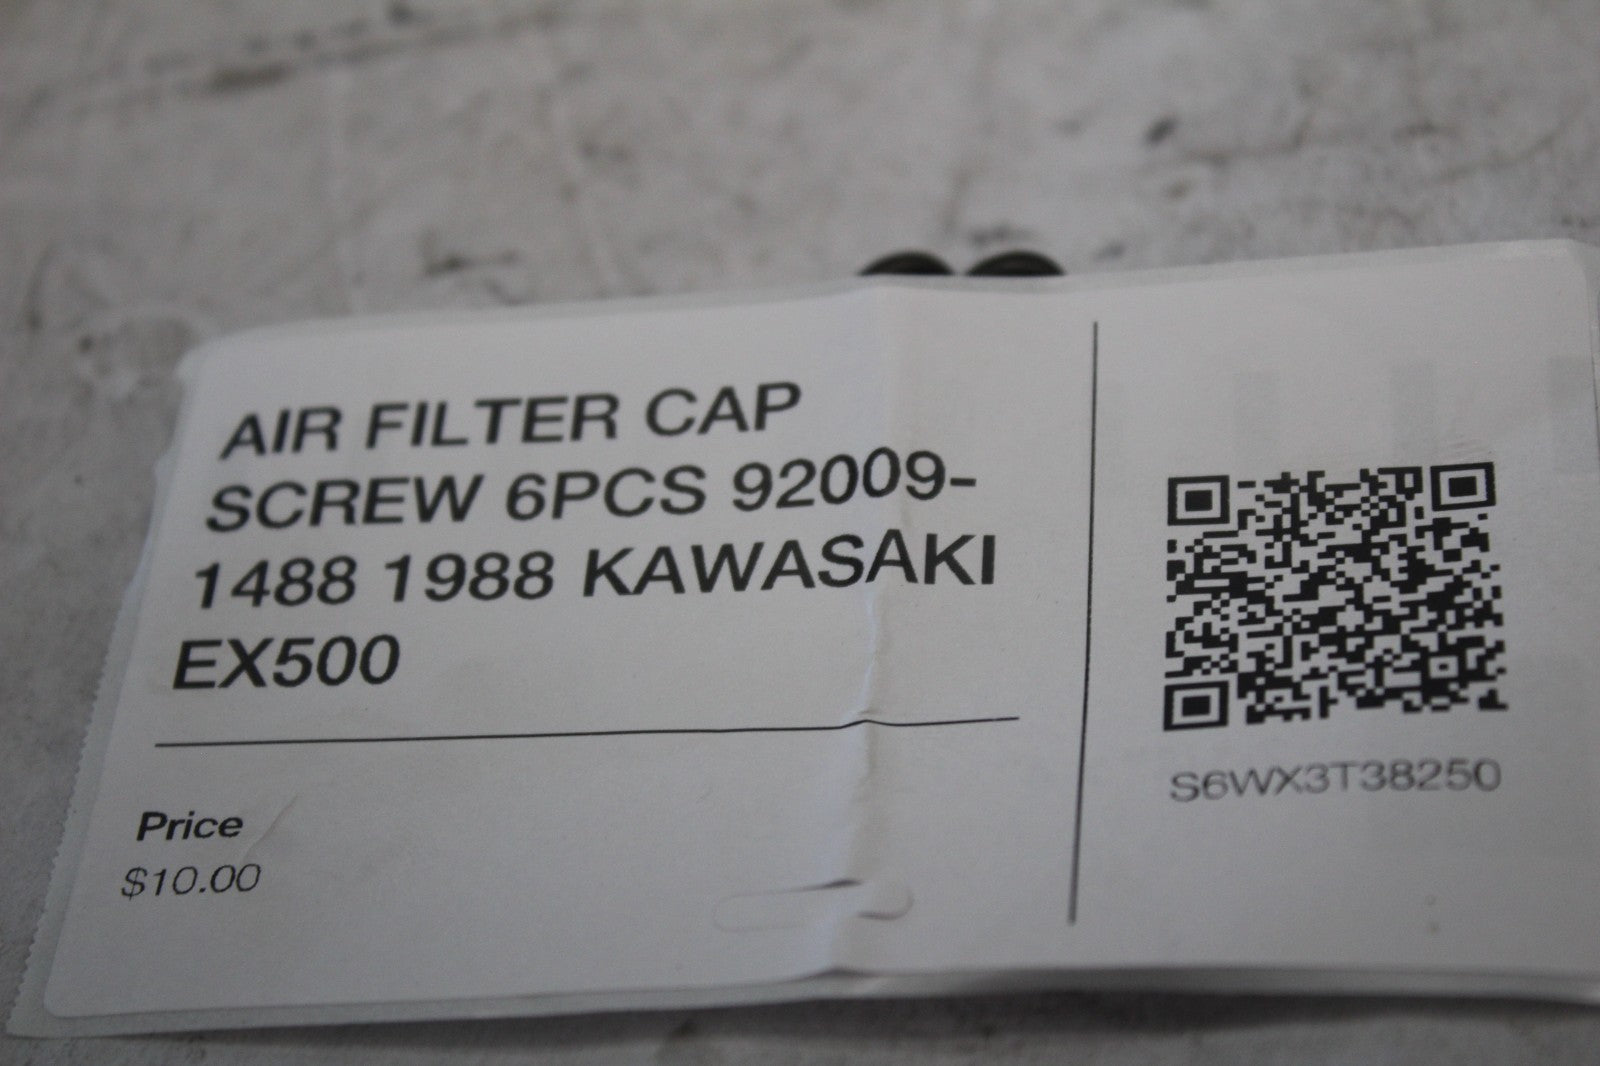 AIR FILTER CAP
SCREW 6PCS 92009-
1488 1988 KAWASAKI
EX500
Price
$10.00
S6WX3T38250